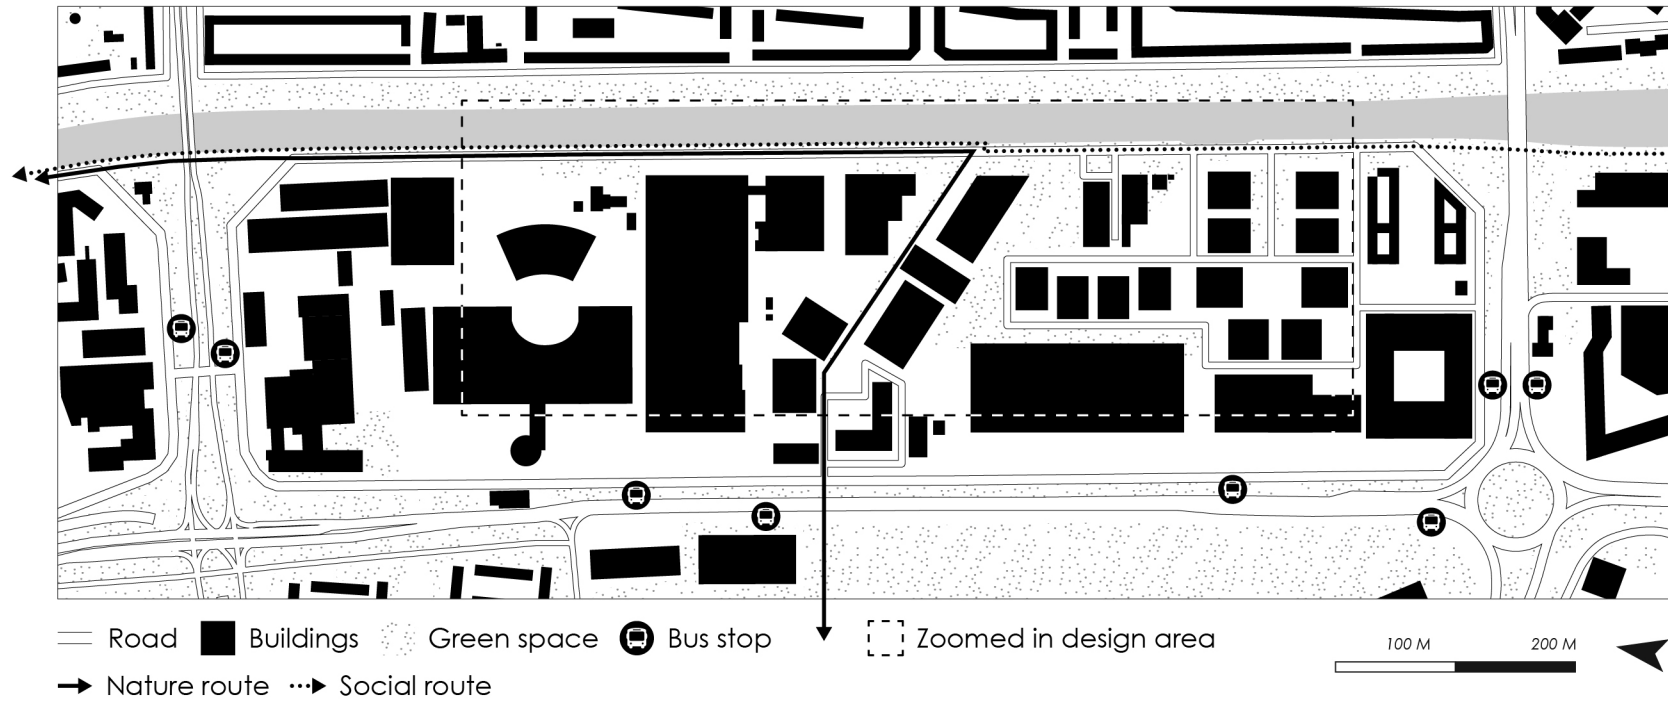 100 M 200 M
Road Buildings Green space Bus stop Zoomed in design area
Nature route Social route